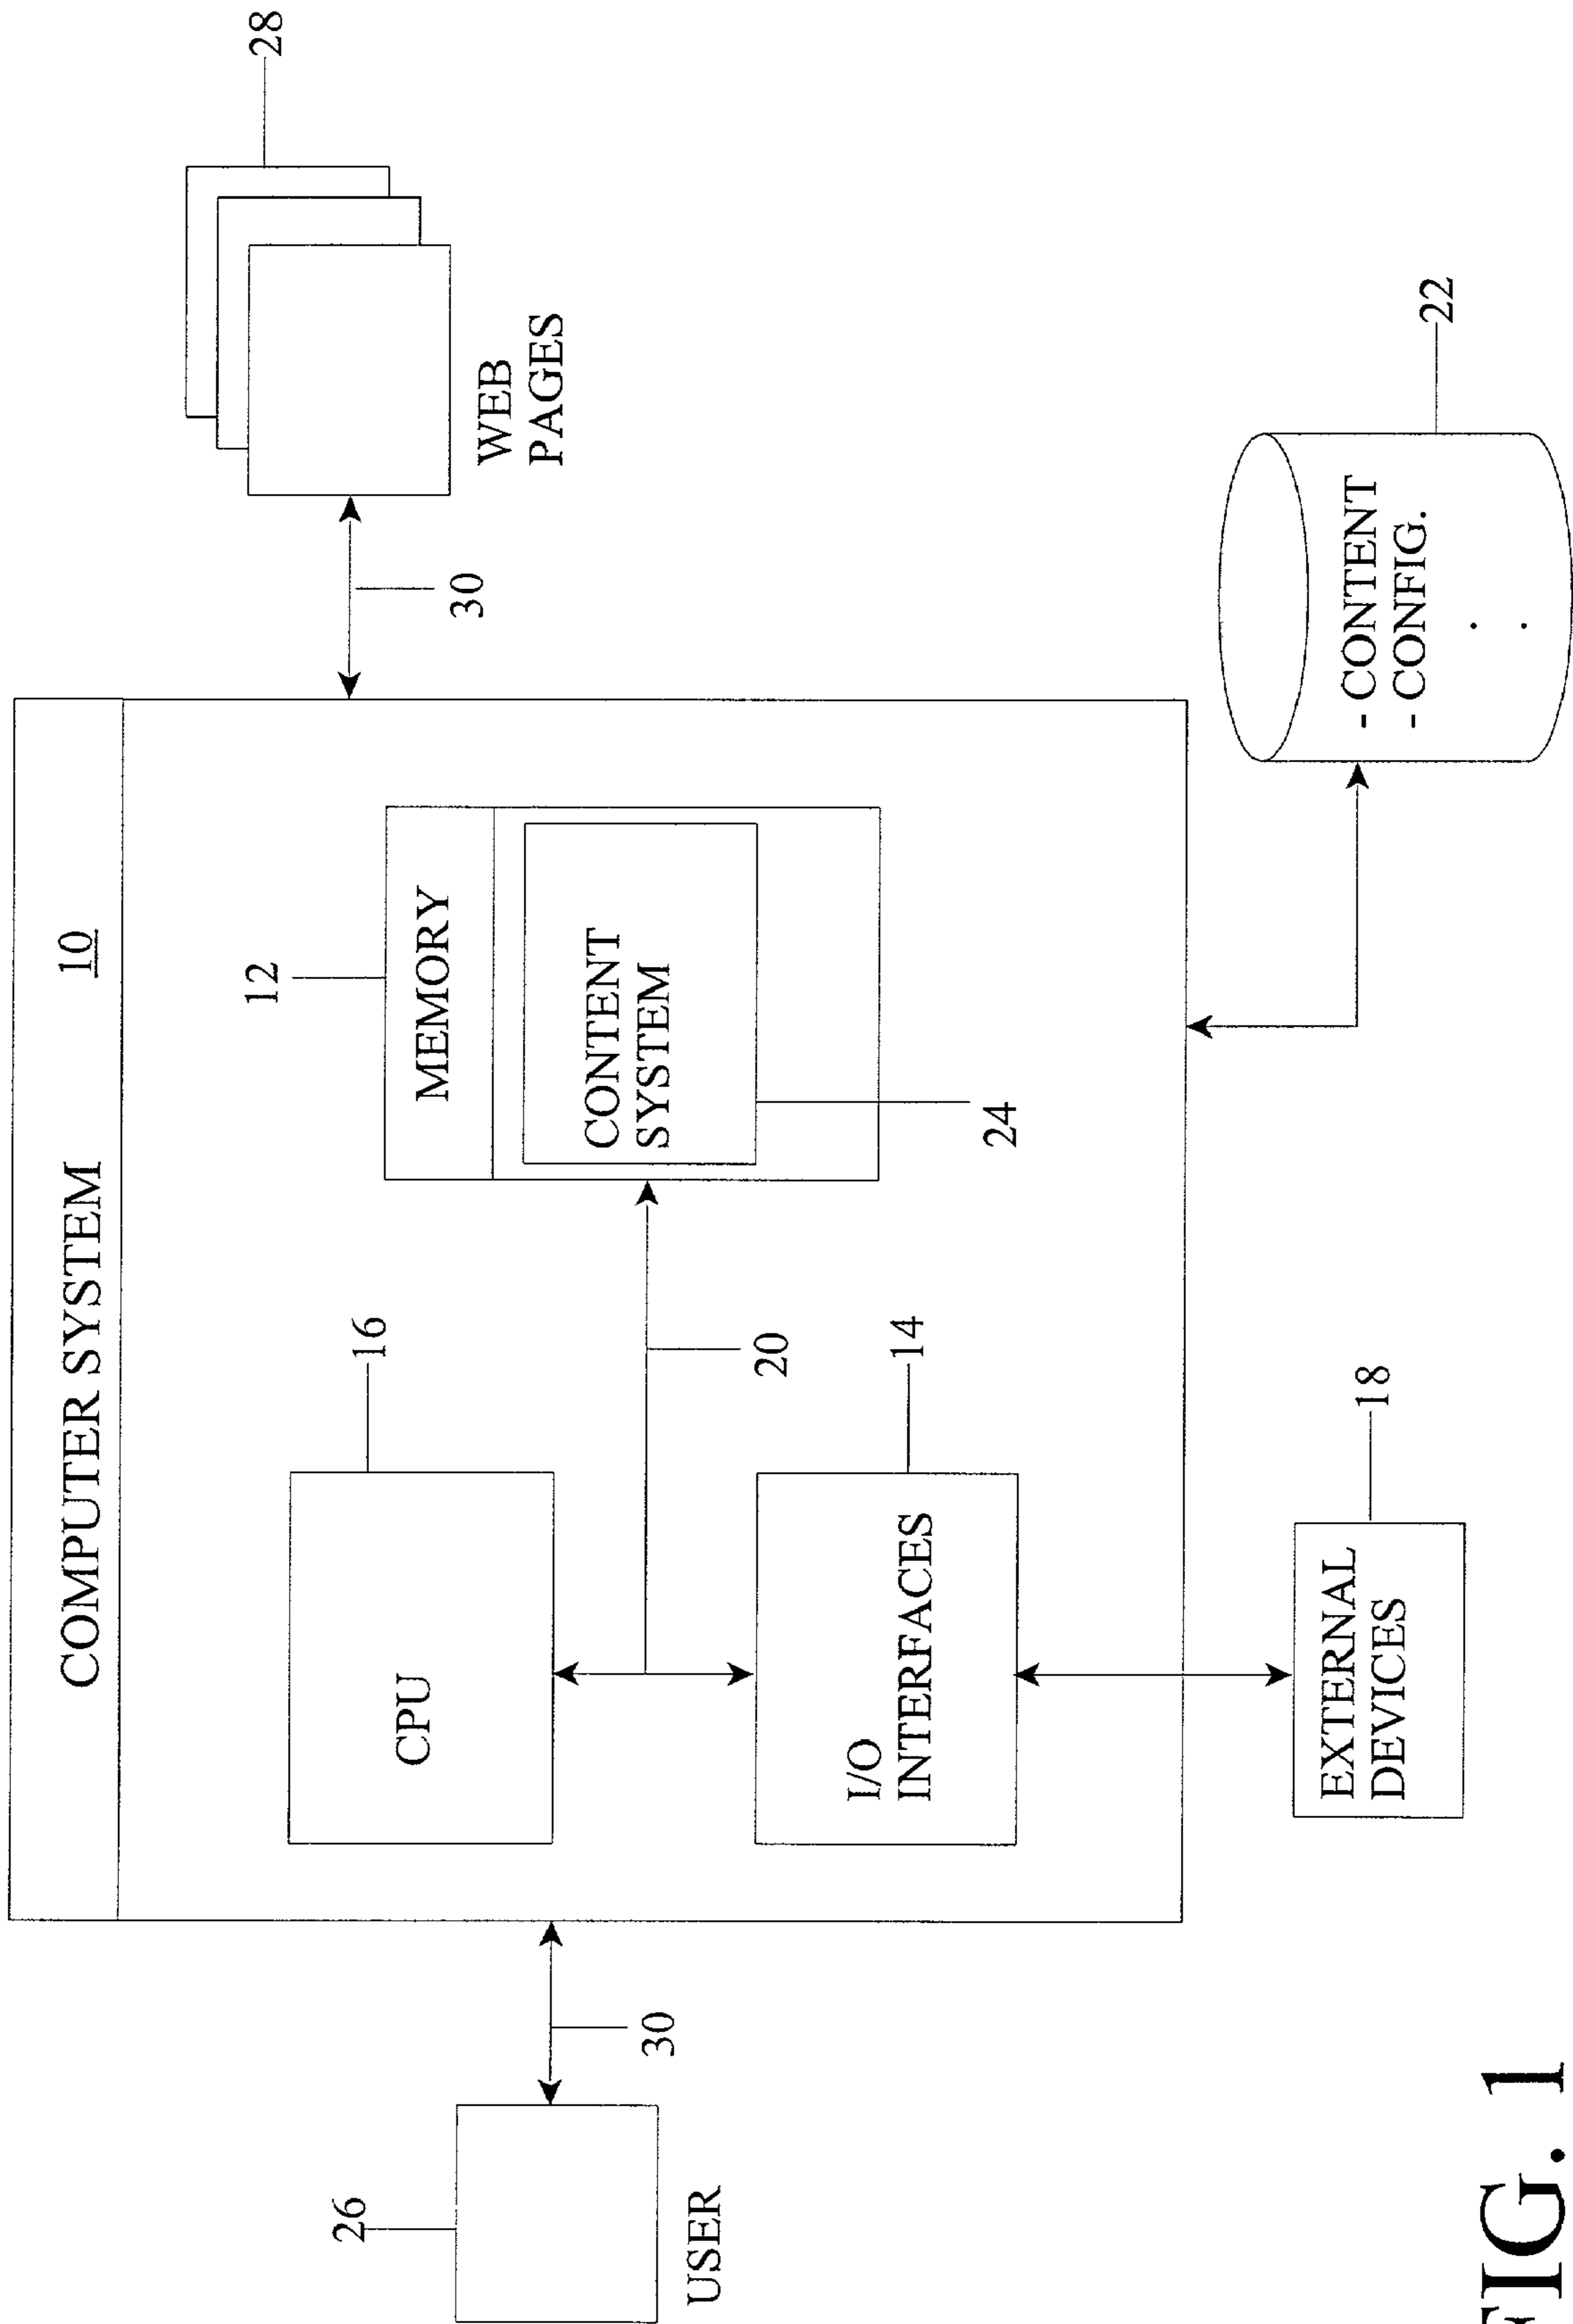 COMPUTER SYSTEM 10
28
12
16
MEMORY
CPU
26
30
WEB
PAGES
CONTENT
SYSTEM
30
USER
20
24
14
I/O
INTERFACES
22
18
- CONTENT
- CONFIG.
.
.
EXTERNAL
DEVICES
FIG. 1